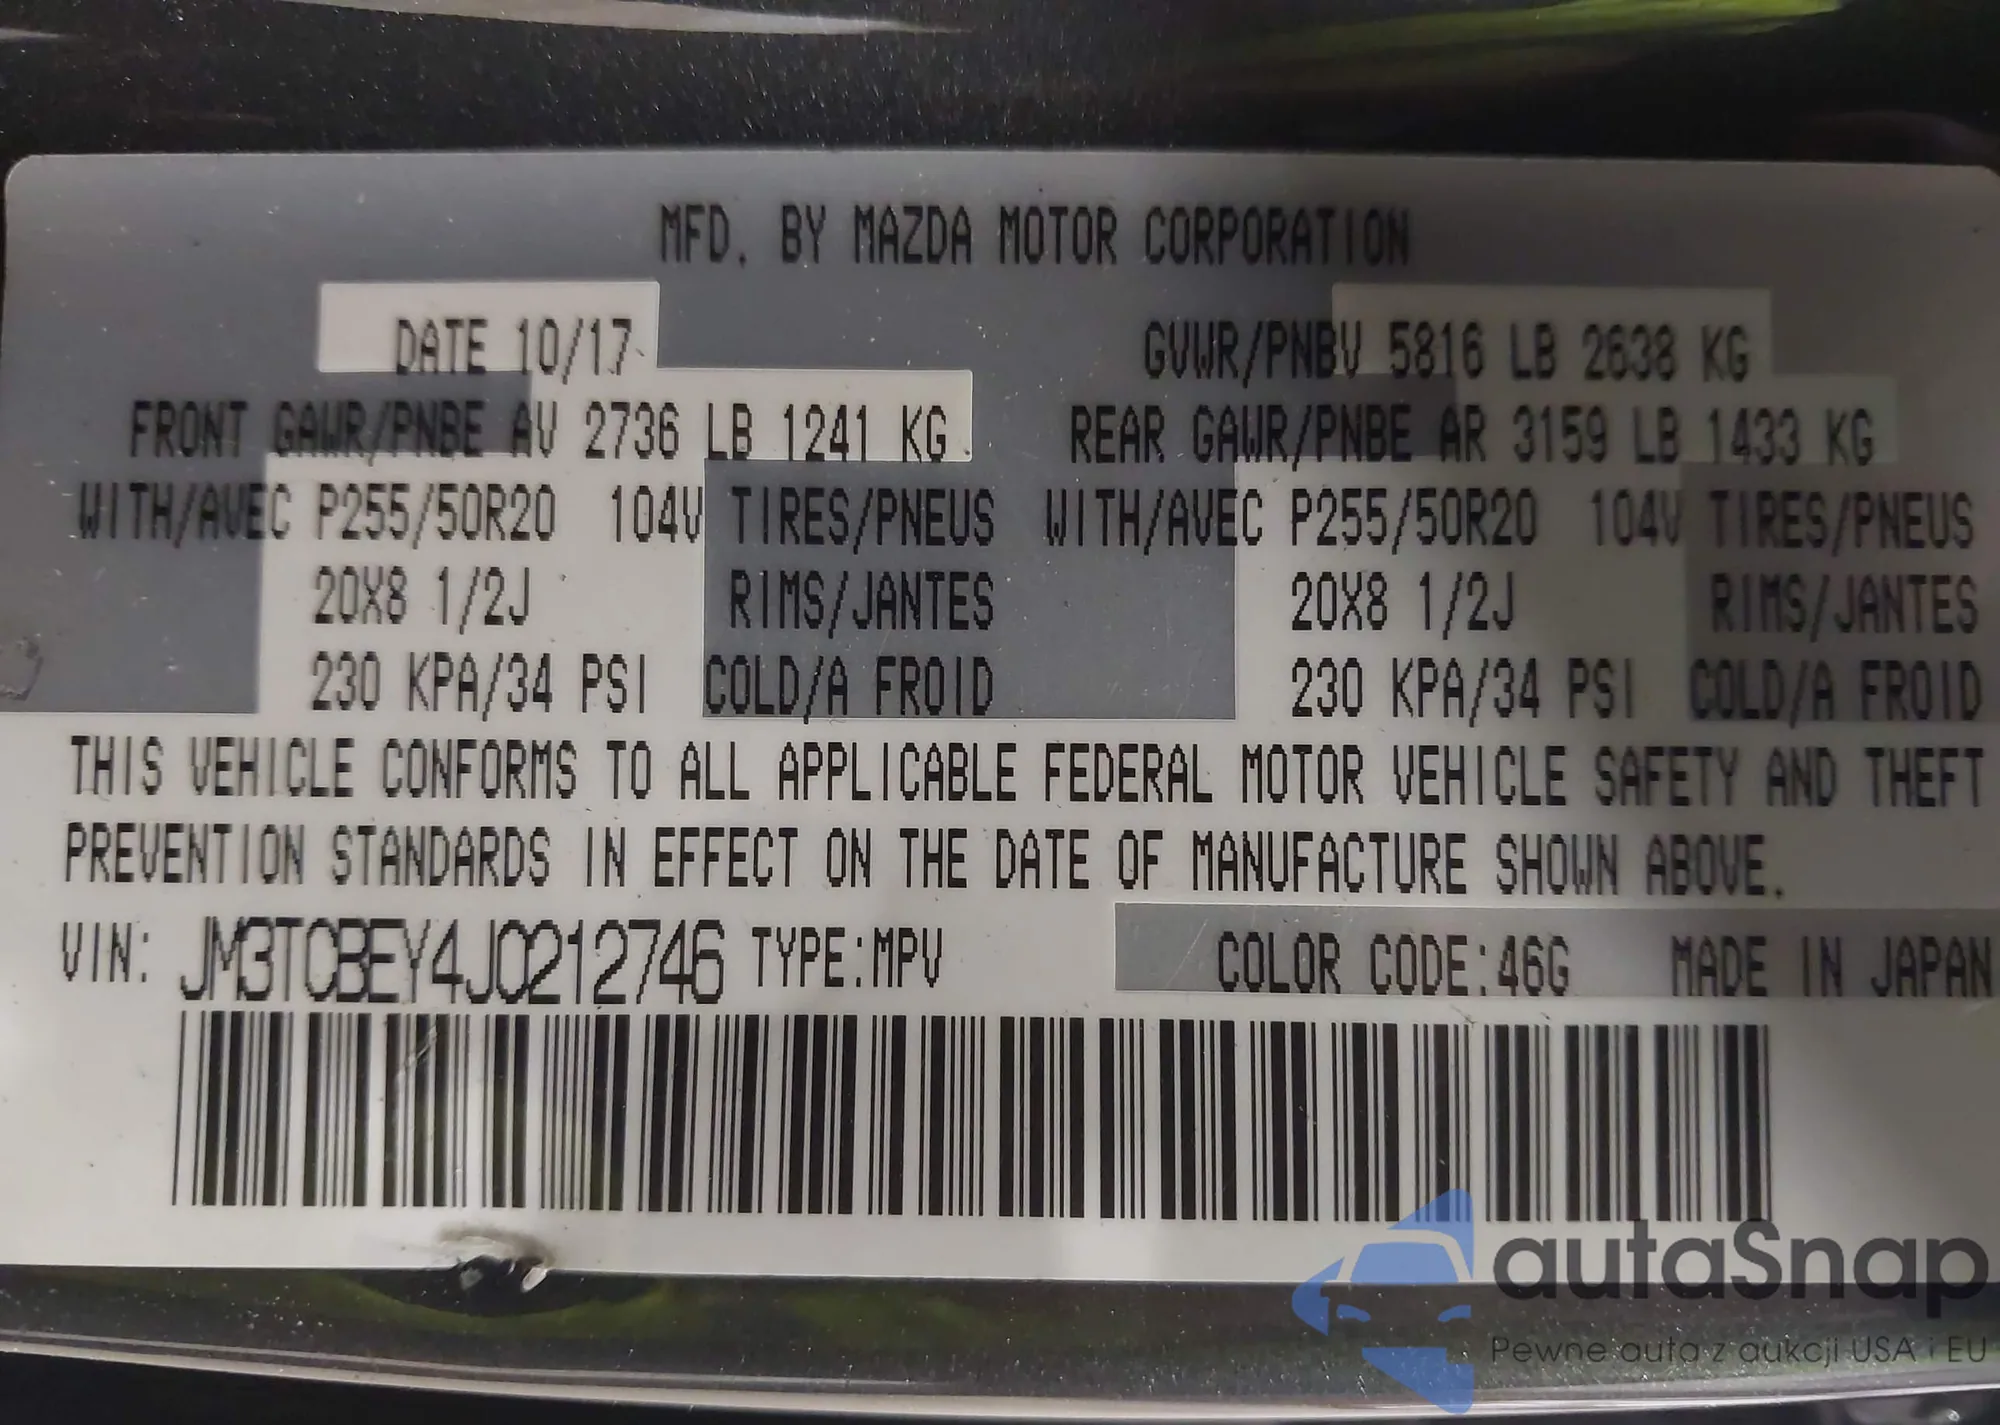 MFD. BY MAZDA MOTOR CORPORATION
DATE 10/17 GVWR/PNBV 5816 LB 2638 KG
FRONT GAWR/PNBE AV 2736 LB 1241 KG REAR GAWR/PNBE AR 3159 LB 1433 KG
WITH/AVEC P255/50R20 104V TIRES/PNEUS WITH/AVEC P255/50R20 104V TIRES/PNEUS
20X8 1/2J RIMS/JANTES 20X8 1/2J RIMS/JANTES
230 KPA/34 PSI COLD/A FROID 230 KPA/34 PSI COLD/A FROID
THIS VEHICLE CONFORMS TO ALL APPLICABLE FEDERAL MOTOR VEHICLE SAFETY AND THEFT
PREVENTION STANDARDS IN EFFECT ON THE DATE OF MANUFACTURE SHOWN ABOVE.
VIN: JM3TCBEY4J0212746 TYPE:MPV COLOR CODE:46G MADE IN JAPAN
autaSnap
Pewne auta z aukcji USA i EU